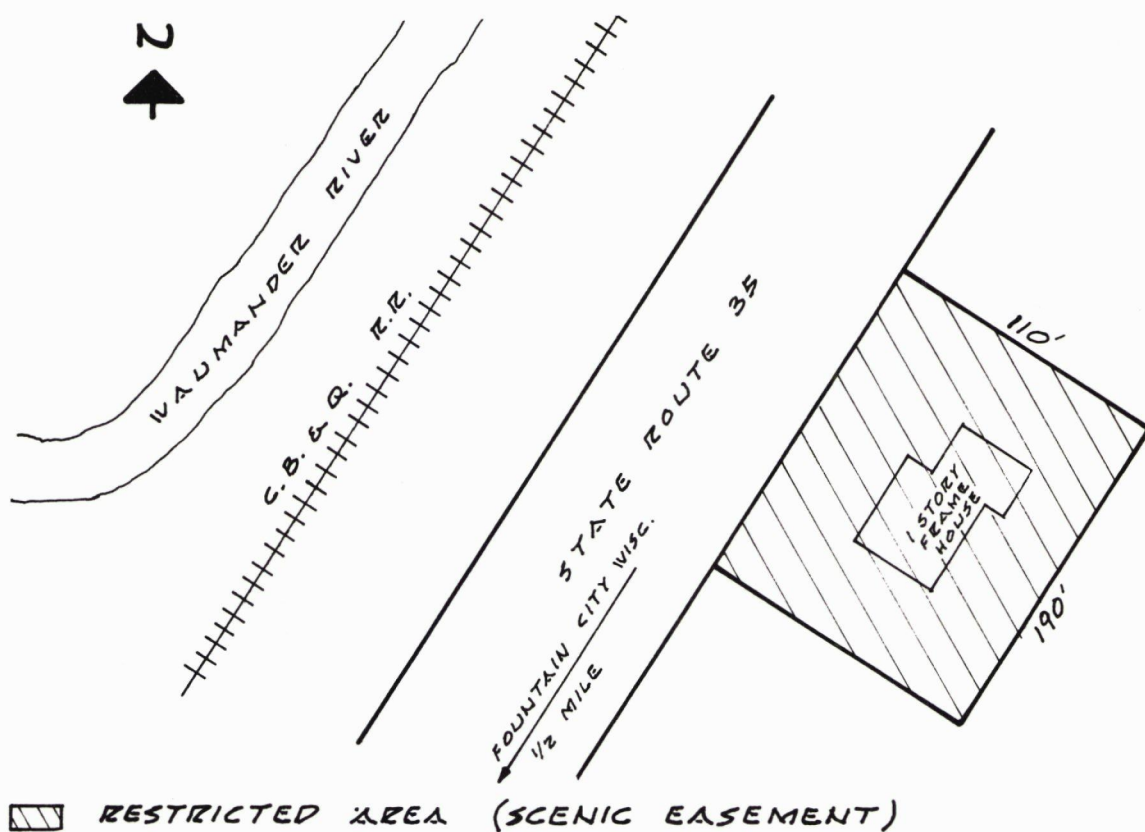 N
WAUMANDER RIVER
C. B. & Q. R.R.
STATE ROUTE 35
FOUNTAIN CITY WISC.
1/2 MILE
110'
1 STORY
FRAME
HOUSE
190'
RESTRICTED AREA (SCENIC EASEMENT)